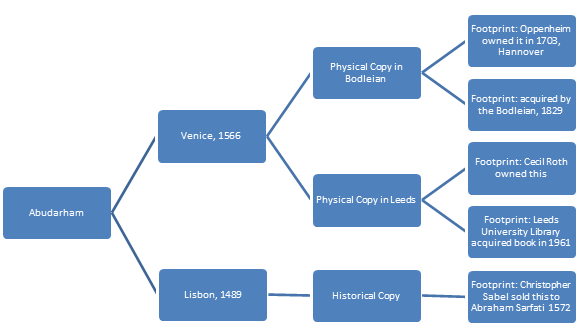 Abudarham
Venice, 1566
Lisbon, 1489
Physical Copy in
Bodleian
Physical Copy in Leeds
Historical Copy
Footprint: Oppenheim
owned it in 1703,
Hannover
Footprint: acquired by
the Bodleian, 1829
Footprint: Cecil Roth
owned this
Footprint: Leeds
University Library
acquired book in 1961
Footprint: Christopher
Sabel sold this to
Abraham Sarfati 1572